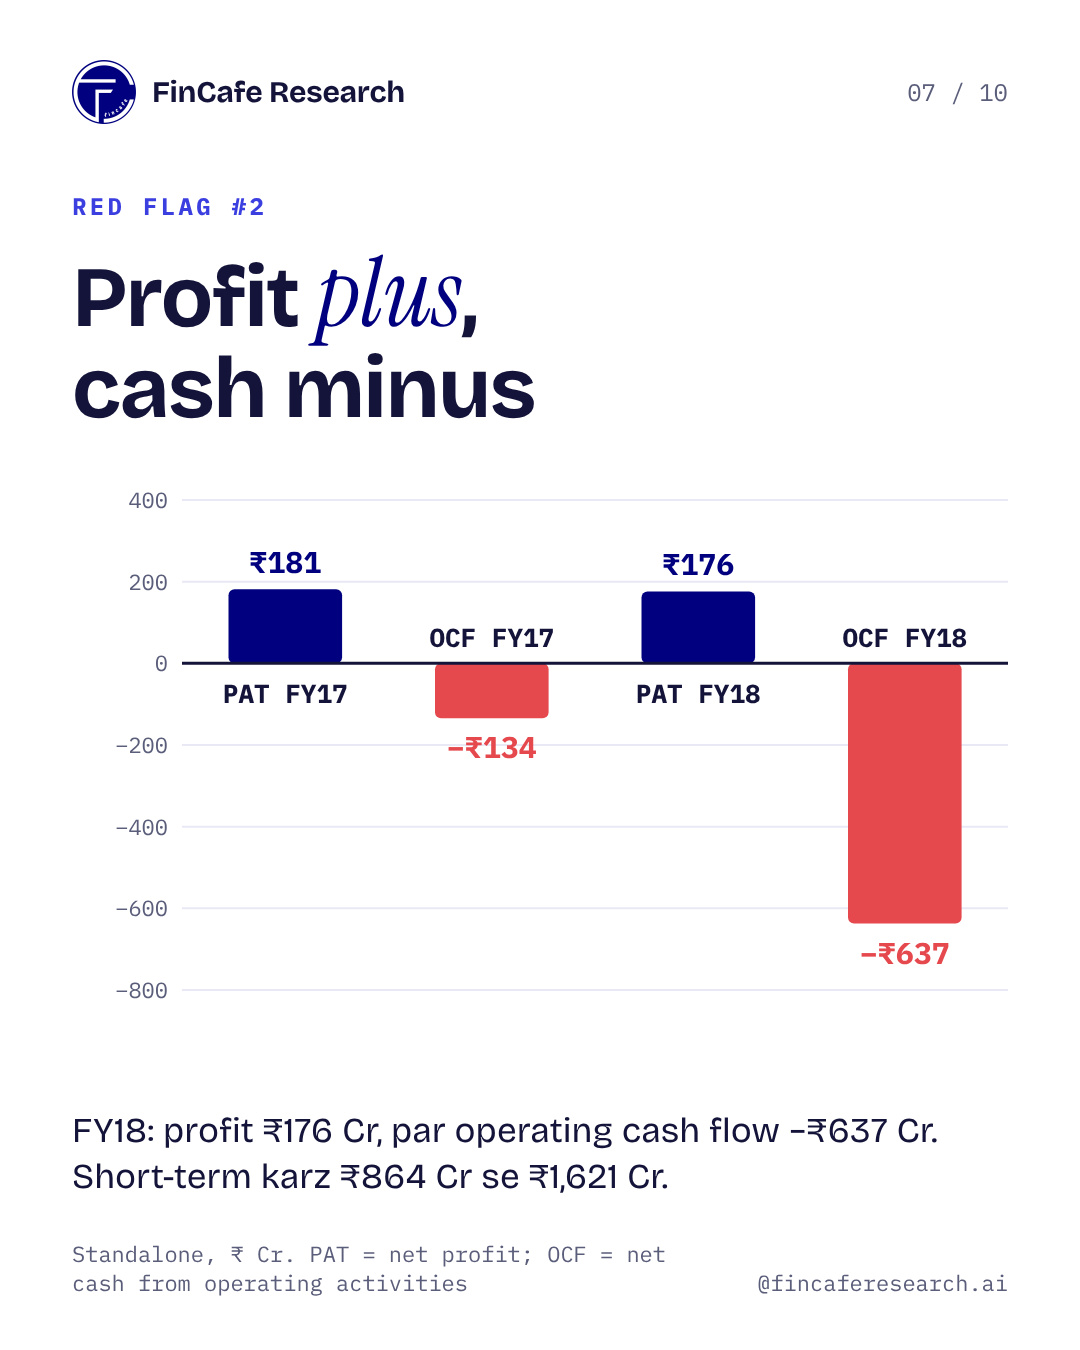 fincafe
FinCafe Research
07 / 10
RED FLAG #2
Profit plus,
cash minus
400
200
0
−200
−400
−600
−800
₹181
PAT FY17
OCF FY17
−₹134
₹176
PAT FY18
OCF FY18
−₹637
FY18: profit ₹176 Cr, par operating cash flow −₹637 Cr.
Short-term karz ₹864 Cr se ₹1,621 Cr.
Standalone, ₹ Cr. PAT = net profit; OCF = net
cash from operating activities
@fincaferesearch.ai